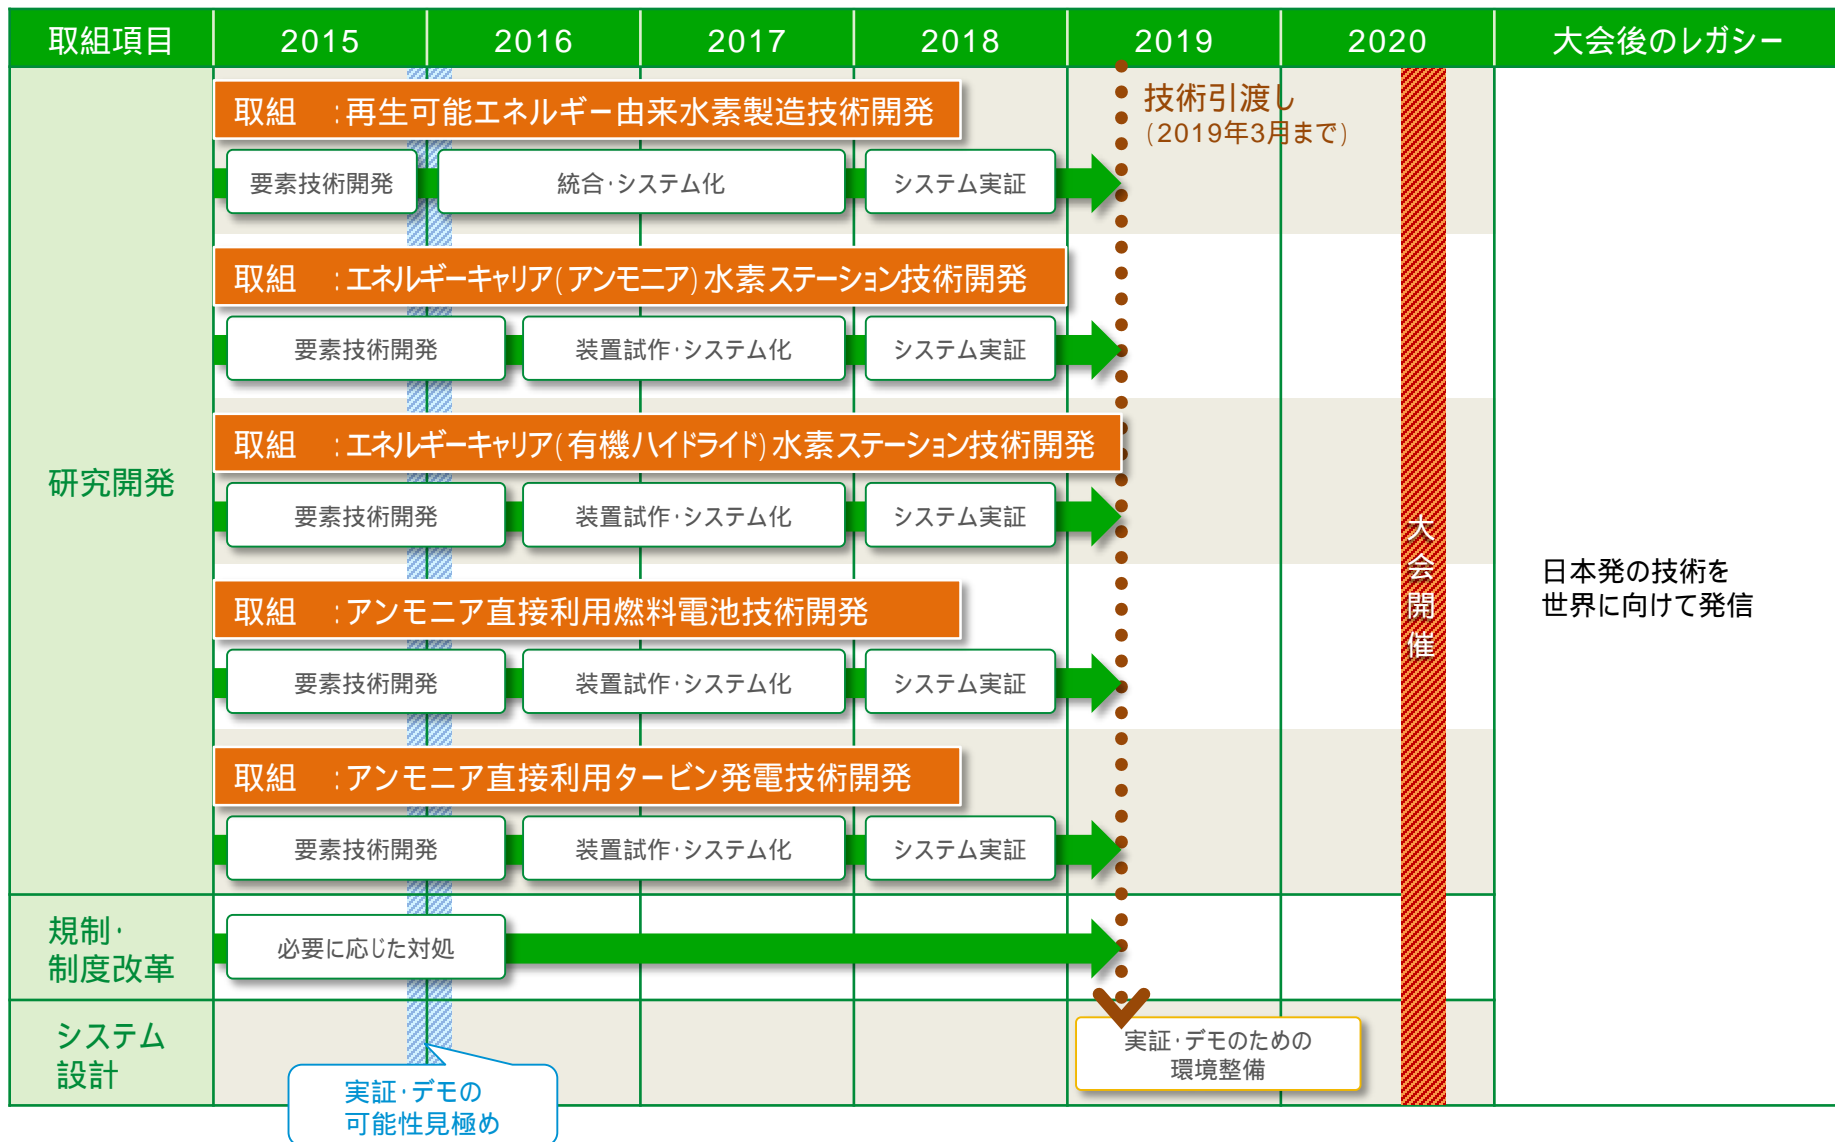 取組項目 2015 2016 2017 2018 2019 2020 大会後のレガシー
研究開発
取組　:再生可能エネルギー由来水素製造技術開発
技術引渡し
(2019年3月まで)
要素技術開発 統合・システム化 システム実証
取組　:エネルギーキャリア(アンモニア)水素ステーション技術開発
要素技術開発 装置試作・システム化 システム実証
取組　:エネルギーキャリア(有機ハイドライド)水素ステーション技術開発
要素技術開発 装置試作・システム化 システム実証
取組　:アンモニア直接利用燃料電池技術開発
要素技術開発 装置試作・システム化 システム実証
取組　:アンモニア直接利用タービン発電技術開発
要素技術開発 装置試作・システム化 システム実証
大会開催
日本発の技術を
世界に向けて発信
規制・
制度改革
必要に応じた対処
システム
設計
実証・デモの
可能性見極め
実証・デモのための
環境整備